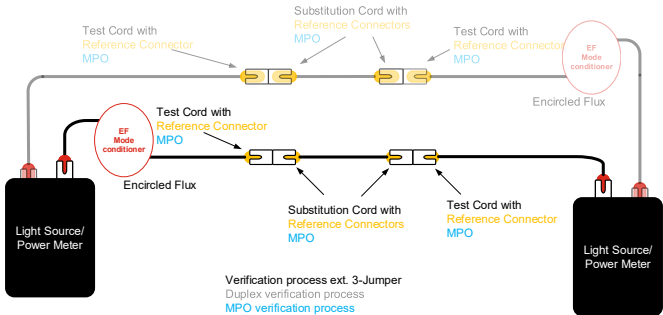 Substitution Cords with
Reference Connectors
MPO
Test Cord with
Reference Connector
MPO
Test Cord with
Reference Connector
MPO
EF
Mode
conditioner
Encircled Flux
Test Cord with
Reference Connector
MPO
EF
Mode
conditioner
Encircled Flux
Substitution Cord with
Reference Connectors
MPO
Test Cord with
Reference Connector
MPO
Light Source/
Power Meter
Light Source/
Power Meter
Verification process ext. 3-Jumper
Duplex verification process
MPO verification process